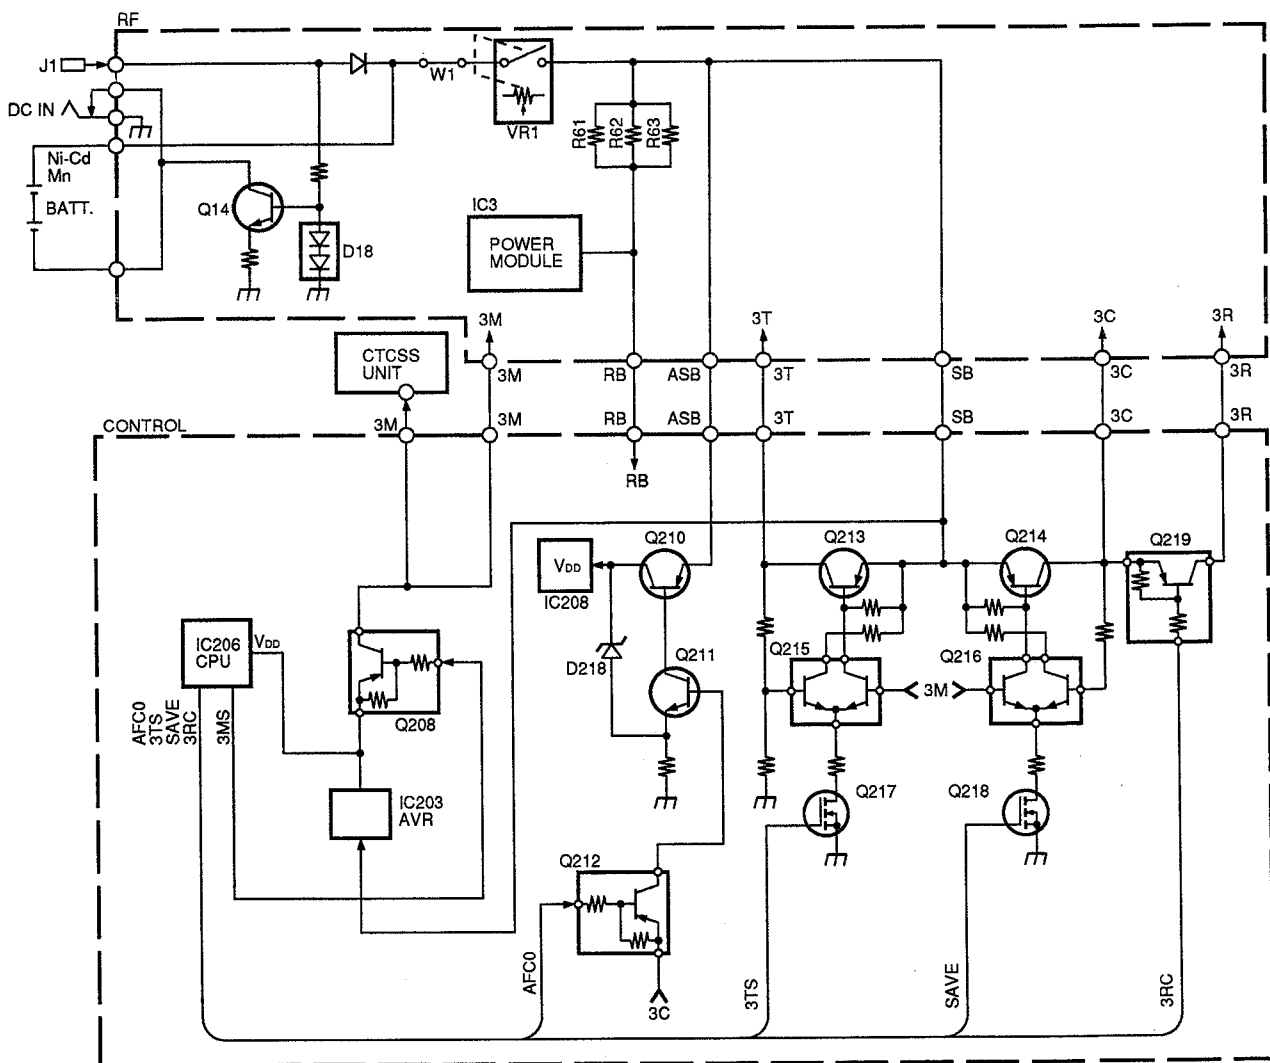 RF
J1
W1
DC IN
VR1
R61
R62
R63
Ni-Cd
Mn
BATT.
Q14
D18
IC3
POWER
MODULE
3M
3T
3C
3R
CTCSS
UNIT
3M
RB
ASB
3T
SB
3C
3R
CONTROL
3M
3M
RB
ASB
3T
SB
3C
3R
RB
Q210
Q213
Q214
Q219
VDD
IC208
IC206
CPU
VDD
D218
Q211
Q215
Q216
3M
Q208
AFC0
3TS
SAVE
3RC
3MS
IC203
AVR
Q217
Q218
Q212
AFC0
3C
3TS
SAVE
3RC